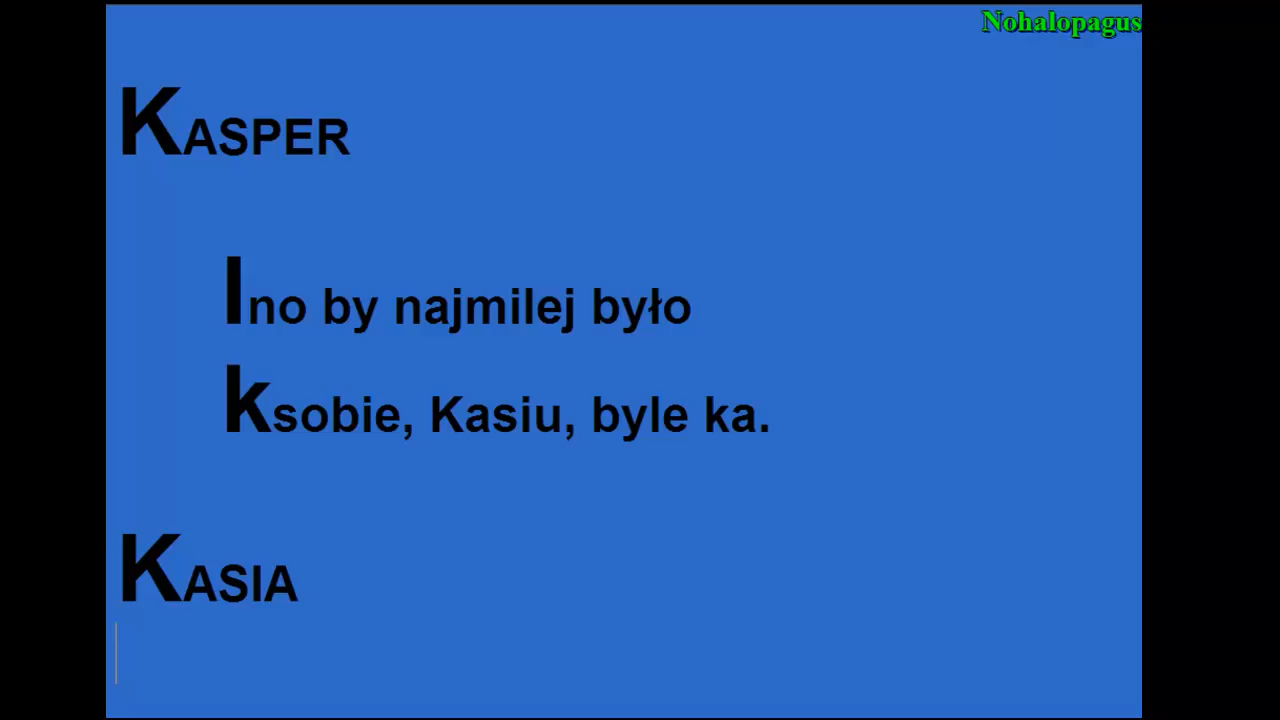 Nohalopagus
KASPER
Ino by najmilej było
ksobie, Kasiu, byle ka.
KASIA